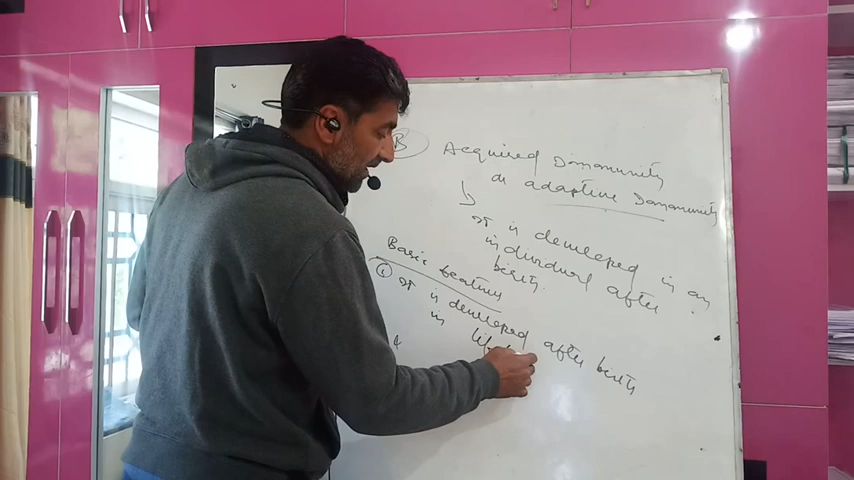 B Acquired Immunity
or adaptive Immunity
↳ It is developed in an
individual after
birth.
Basic features
① It is developed after birth
in